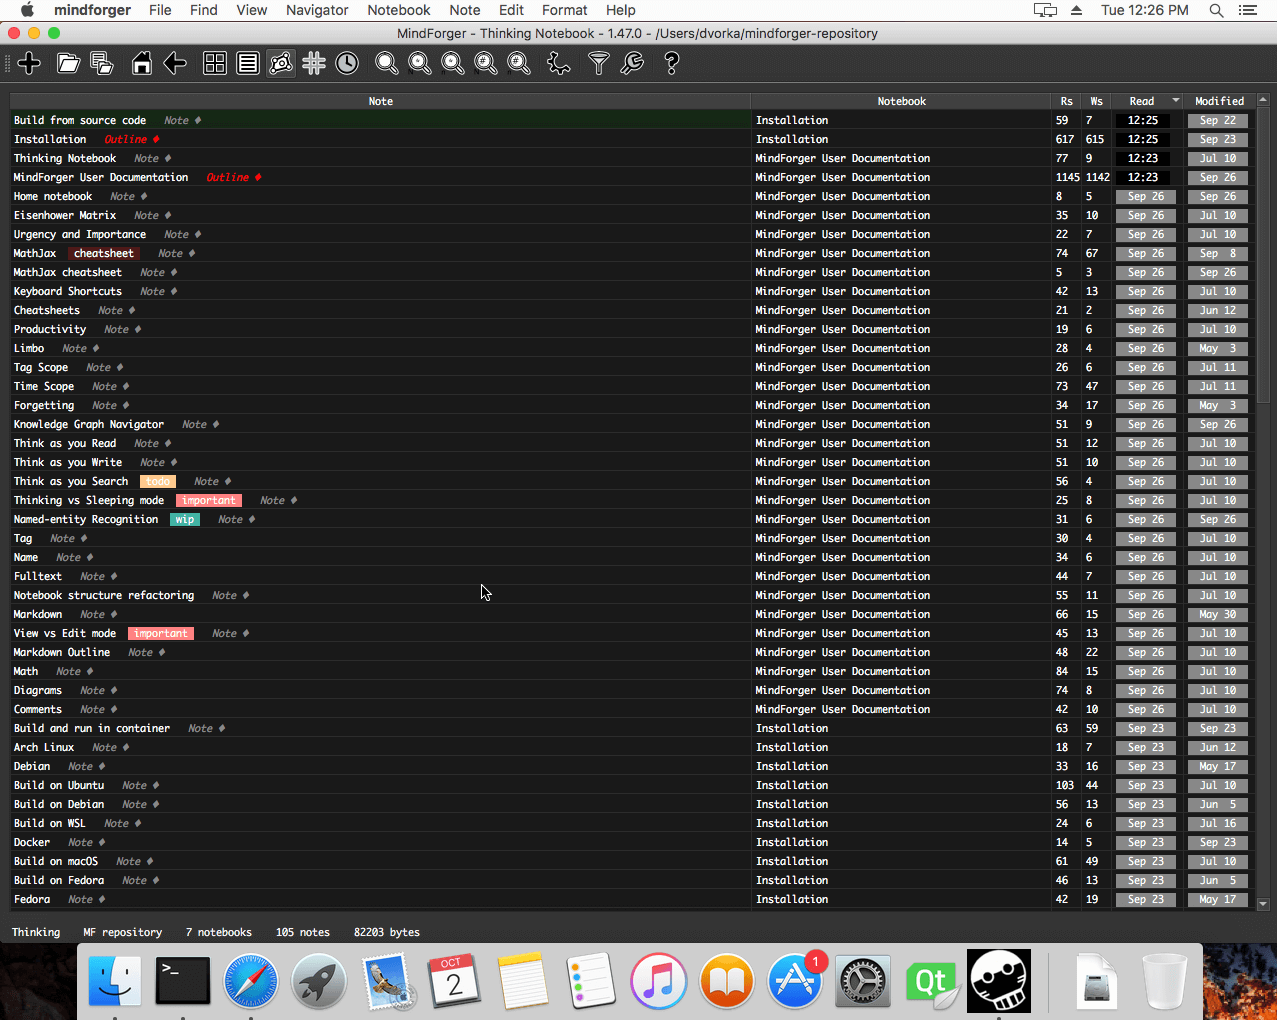 mindforger File Find View Navigator Notebook Note Edit Format Help Tue 12:26 PM
MindForger - Thinking Notebook - 1.47.0 - /Users/dvorka/mindforger-repository
Note Notebook Rs Ws Read Modified
Build from source code Note ♦ Installation 59 7 12:25 Sep 22
Installation Outline ♦ Installation 617 615 12:25 Sep 23
Thinking Notebook Note ♦ MindForger User Documentation 77 9 12:23 Jul 10
MindForger User Documentation Outline ♦ MindForger User Documentation 1145 1142 12:23 Sep 26
Home notebook Note ♦ MindForger User Documentation 8 5 Sep 26 Sep 26
Eisenhower Matrix Note ♦ MindForger User Documentation 35 10 Sep 26 Jul 10
Urgency and Importance Note ♦ MindForger User Documentation 22 7 Sep 26 Jul 10
MathJax cheatsheet Note ♦ MindForger User Documentation 74 67 Sep 26 Sep 8
MathJax cheatsheet Note ♦ MindForger User Documentation 5 3 Sep 26 Sep 26
Keyboard Shortcuts Note ♦ MindForger User Documentation 42 13 Sep 26 Jul 10
Cheatsheets Note ♦ MindForger User Documentation 21 2 Sep 26 Jun 12
Productivity Note ♦ MindForger User Documentation 19 6 Sep 26 Jul 10
Limbo Note ♦ MindForger User Documentation 28 4 Sep 26 May 3
Tag Scope Note ♦ MindForger User Documentation 26 6 Sep 26 Jul 11
Time Scope Note ♦ MindForger User Documentation 73 47 Sep 26 Jul 11
Forgetting Note ♦ MindForger User Documentation 34 17 Sep 26 May 3
Knowledge Graph Navigator Note ♦ MindForger User Documentation 51 9 Sep 26 Sep 26
Think as you Read Note ♦ MindForger User Documentation 51 12 Sep 26 Jul 10
Think as you Write Note ♦ MindForger User Documentation 51 10 Sep 26 Jul 10
Think as you Search todo Note ♦ MindForger User Documentation 56 4 Sep 26 Jul 10
Thinking vs Sleeping mode important Note ♦ MindForger User Documentation 25 8 Sep 26 Jul 10
Named-entity Recognition wip Note ♦ MindForger User Documentation 31 6 Sep 26 Sep 26
Tag Note ♦ MindForger User Documentation 30 4 Sep 26 Jul 10
Name Note ♦ MindForger User Documentation 34 6 Sep 26 Jul 10
Fulltext Note ♦ MindForger User Documentation 44 7 Sep 26 Jul 10
Notebook structure refactoring Note ♦ MindForger User Documentation 55 11 Sep 26 Jul 10
Markdown Note ♦ MindForger User Documentation 66 15 Sep 26 May 30
View vs Edit mode important Note ♦ MindForger User Documentation 45 13 Sep 26 Jul 10
Markdown Outline Note ♦ MindForger User Documentation 48 22 Sep 26 Jul 10
Math Note ♦ MindForger User Documentation 84 15 Sep 26 Jul 10
Diagrams Note ♦ MindForger User Documentation 74 8 Sep 26 Jul 10
Comments Note ♦ MindForger User Documentation 42 10 Sep 26 Jul 10
Build and run in container Note ♦ Installation 63 59 Sep 23 Sep 23
Arch Linux Note ♦ Installation 18 7 Sep 23 Jun 12
Debian Note ♦ Installation 33 16 Sep 23 May 17
Build on Ubuntu Note ♦ Installation 103 44 Sep 23 Jul 10
Build on Debian Note ♦ Installation 56 13 Sep 23 Jun 5
Build on WSL Note ♦ Installation 24 6 Sep 23 Jul 16
Docker Note ♦ Installation 14 5 Sep 23 Sep 23
Build on macOS Note ♦ Installation 61 49 Sep 23 Jul 10
Build on Fedora Note ♦ Installation 46 13 Sep 23 Jun 5
Fedora Note ♦ Installation 42 19 Sep 23 May 17
Thinking MF repository 7 notebooks 105 notes 82203 bytes
OCT
2
1
Qt